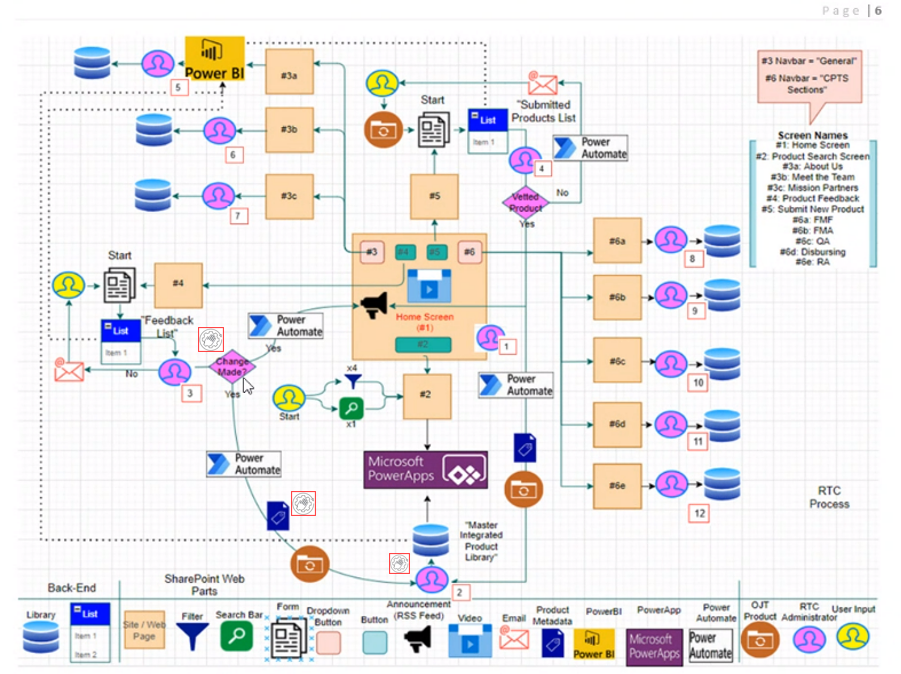 Page | 6
#3 Navbar = "General"
#6 Navbar = "CPTS
Sections"
Screen Names
#1: Home Screen
#2: Product Search Screen
#3a: About Us
#3b: Meet the Team
#3c: Mission Partners
#4: Product Feedback
#5: Submit New Product
#6a: FMF
#6b: FMA
#6c: QA
#6d: Disbursing
#6e: RA
Power BI
5
#3a
Start
"Submitted
Products List
List
Item 1
Power
Automate
#3b
6
4
#3c
7
#5
Vetted
Product
No
Yes
#3
#4
#5
#6
Home Screen
(#1)
#2
1
#6a
8
#6b
9
#6c
10
#6d
11
#6e
12
Start
#4
"Feedback
List"
List
Item 1
Power
Automate
Yes
Change
Made?
No
3
Yes
x4
Start
x1
#2
Power
Automate
Microsoft
PowerApps
Power
Automate
"Master
Integrated
Product
Library"
2
RTC
Process
Back-End
SharePoint Web
Parts
Library
List
Item 1
Item 2
Site / Web
Page
Filter
Search Bar
Form
Dropdown
Button
Button
Announcement
(RSS Feed)
Video
Email
Product
Metadata
PowerBI
Power BI
PowerApp
Microsoft
PowerApps
Power
Automate
Power
Automate
OJT
Product
RTC
Administrator
User Input